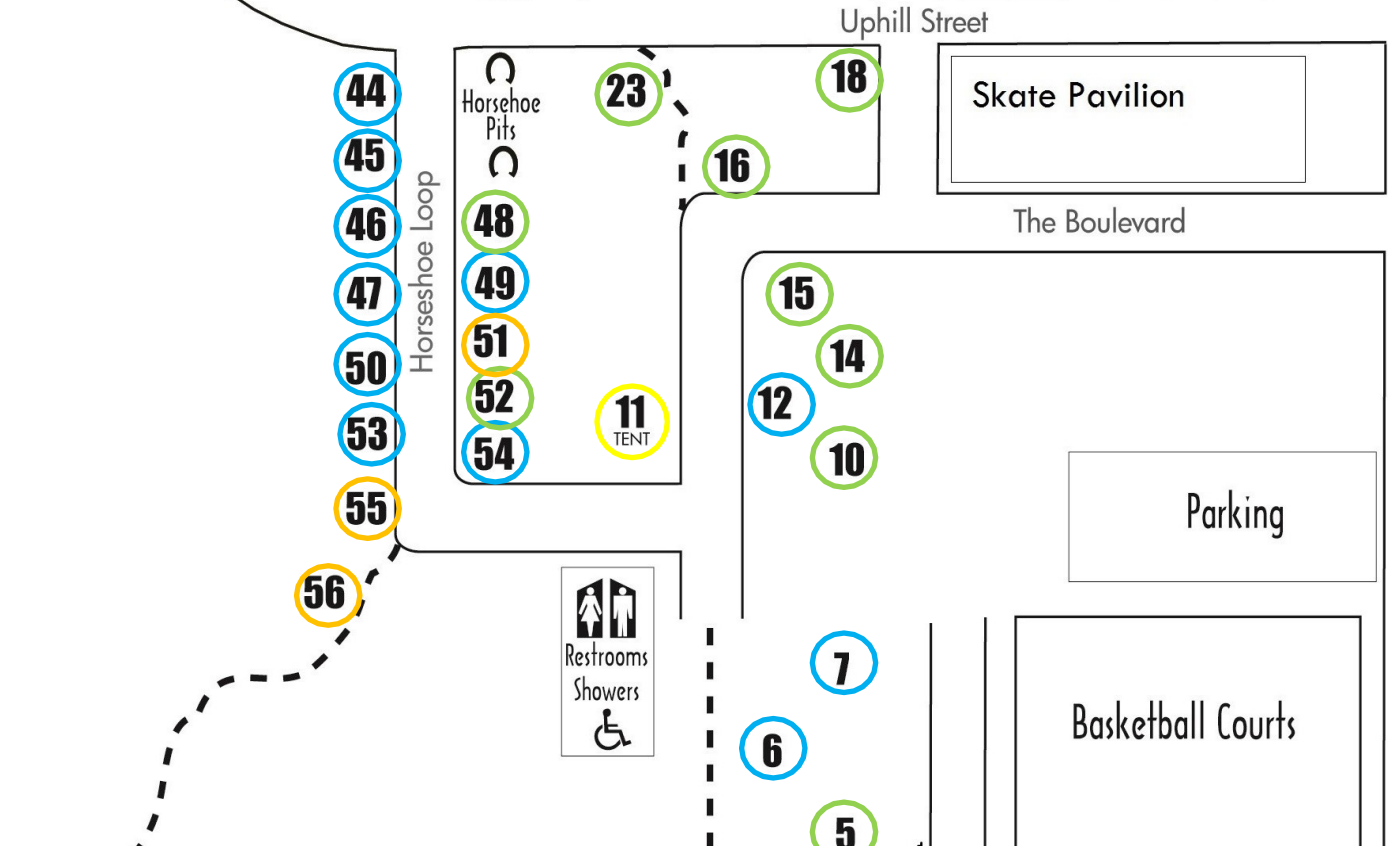 Uphill Street
44
45
46
47
50
53
55
56
Horseshoe Loop
Horsehoe
Pits
48
49
51
52
54
23
18
16
11
TENT
Skate Pavilion
The Boulevard
15
14
12
10
Parking
Restrooms
Showers
7
6
5
Basketball Courts